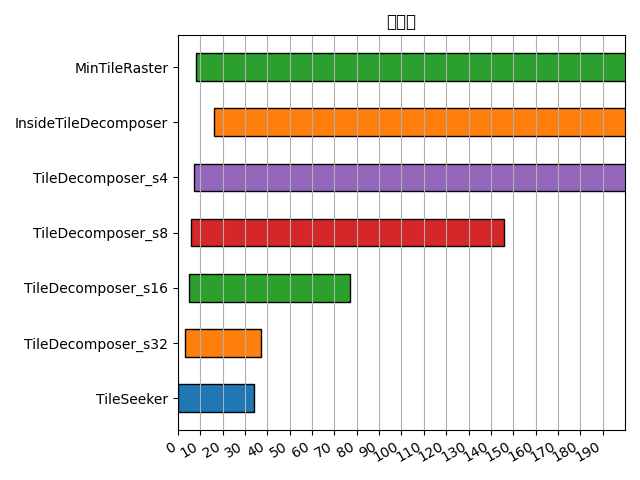 MinTileRaster
InsideTileDecomposer
TileDecomposer_s4
TileDecomposer_s8
TileDecomposer_s16
TileDecomposer_s32
TileSeeker
0 10 20 30 40 50 60 70 80 90 100 110 120 130 140 150 160 170 180 190